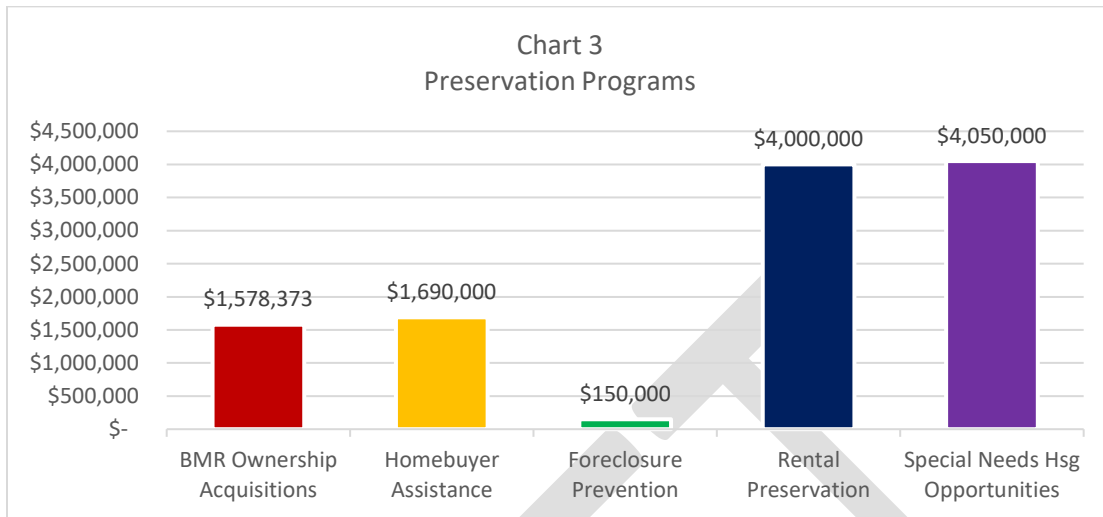 Chart 3
Preservation Programs
$4,500,000
$4,000,000
$3,500,000
$3,000,000
$2,500,000
$2,000,000
$1,500,000
$1,000,000
$500,000
$-
$1,578,373
$1,690,000
$150,000
$4,000,000
$4,050,000
BMR Ownership
Acquisitions
Homebuyer
Assistance
Foreclosure
Prevention
Rental
Preservation
Special Needs Hsg
Opportunities